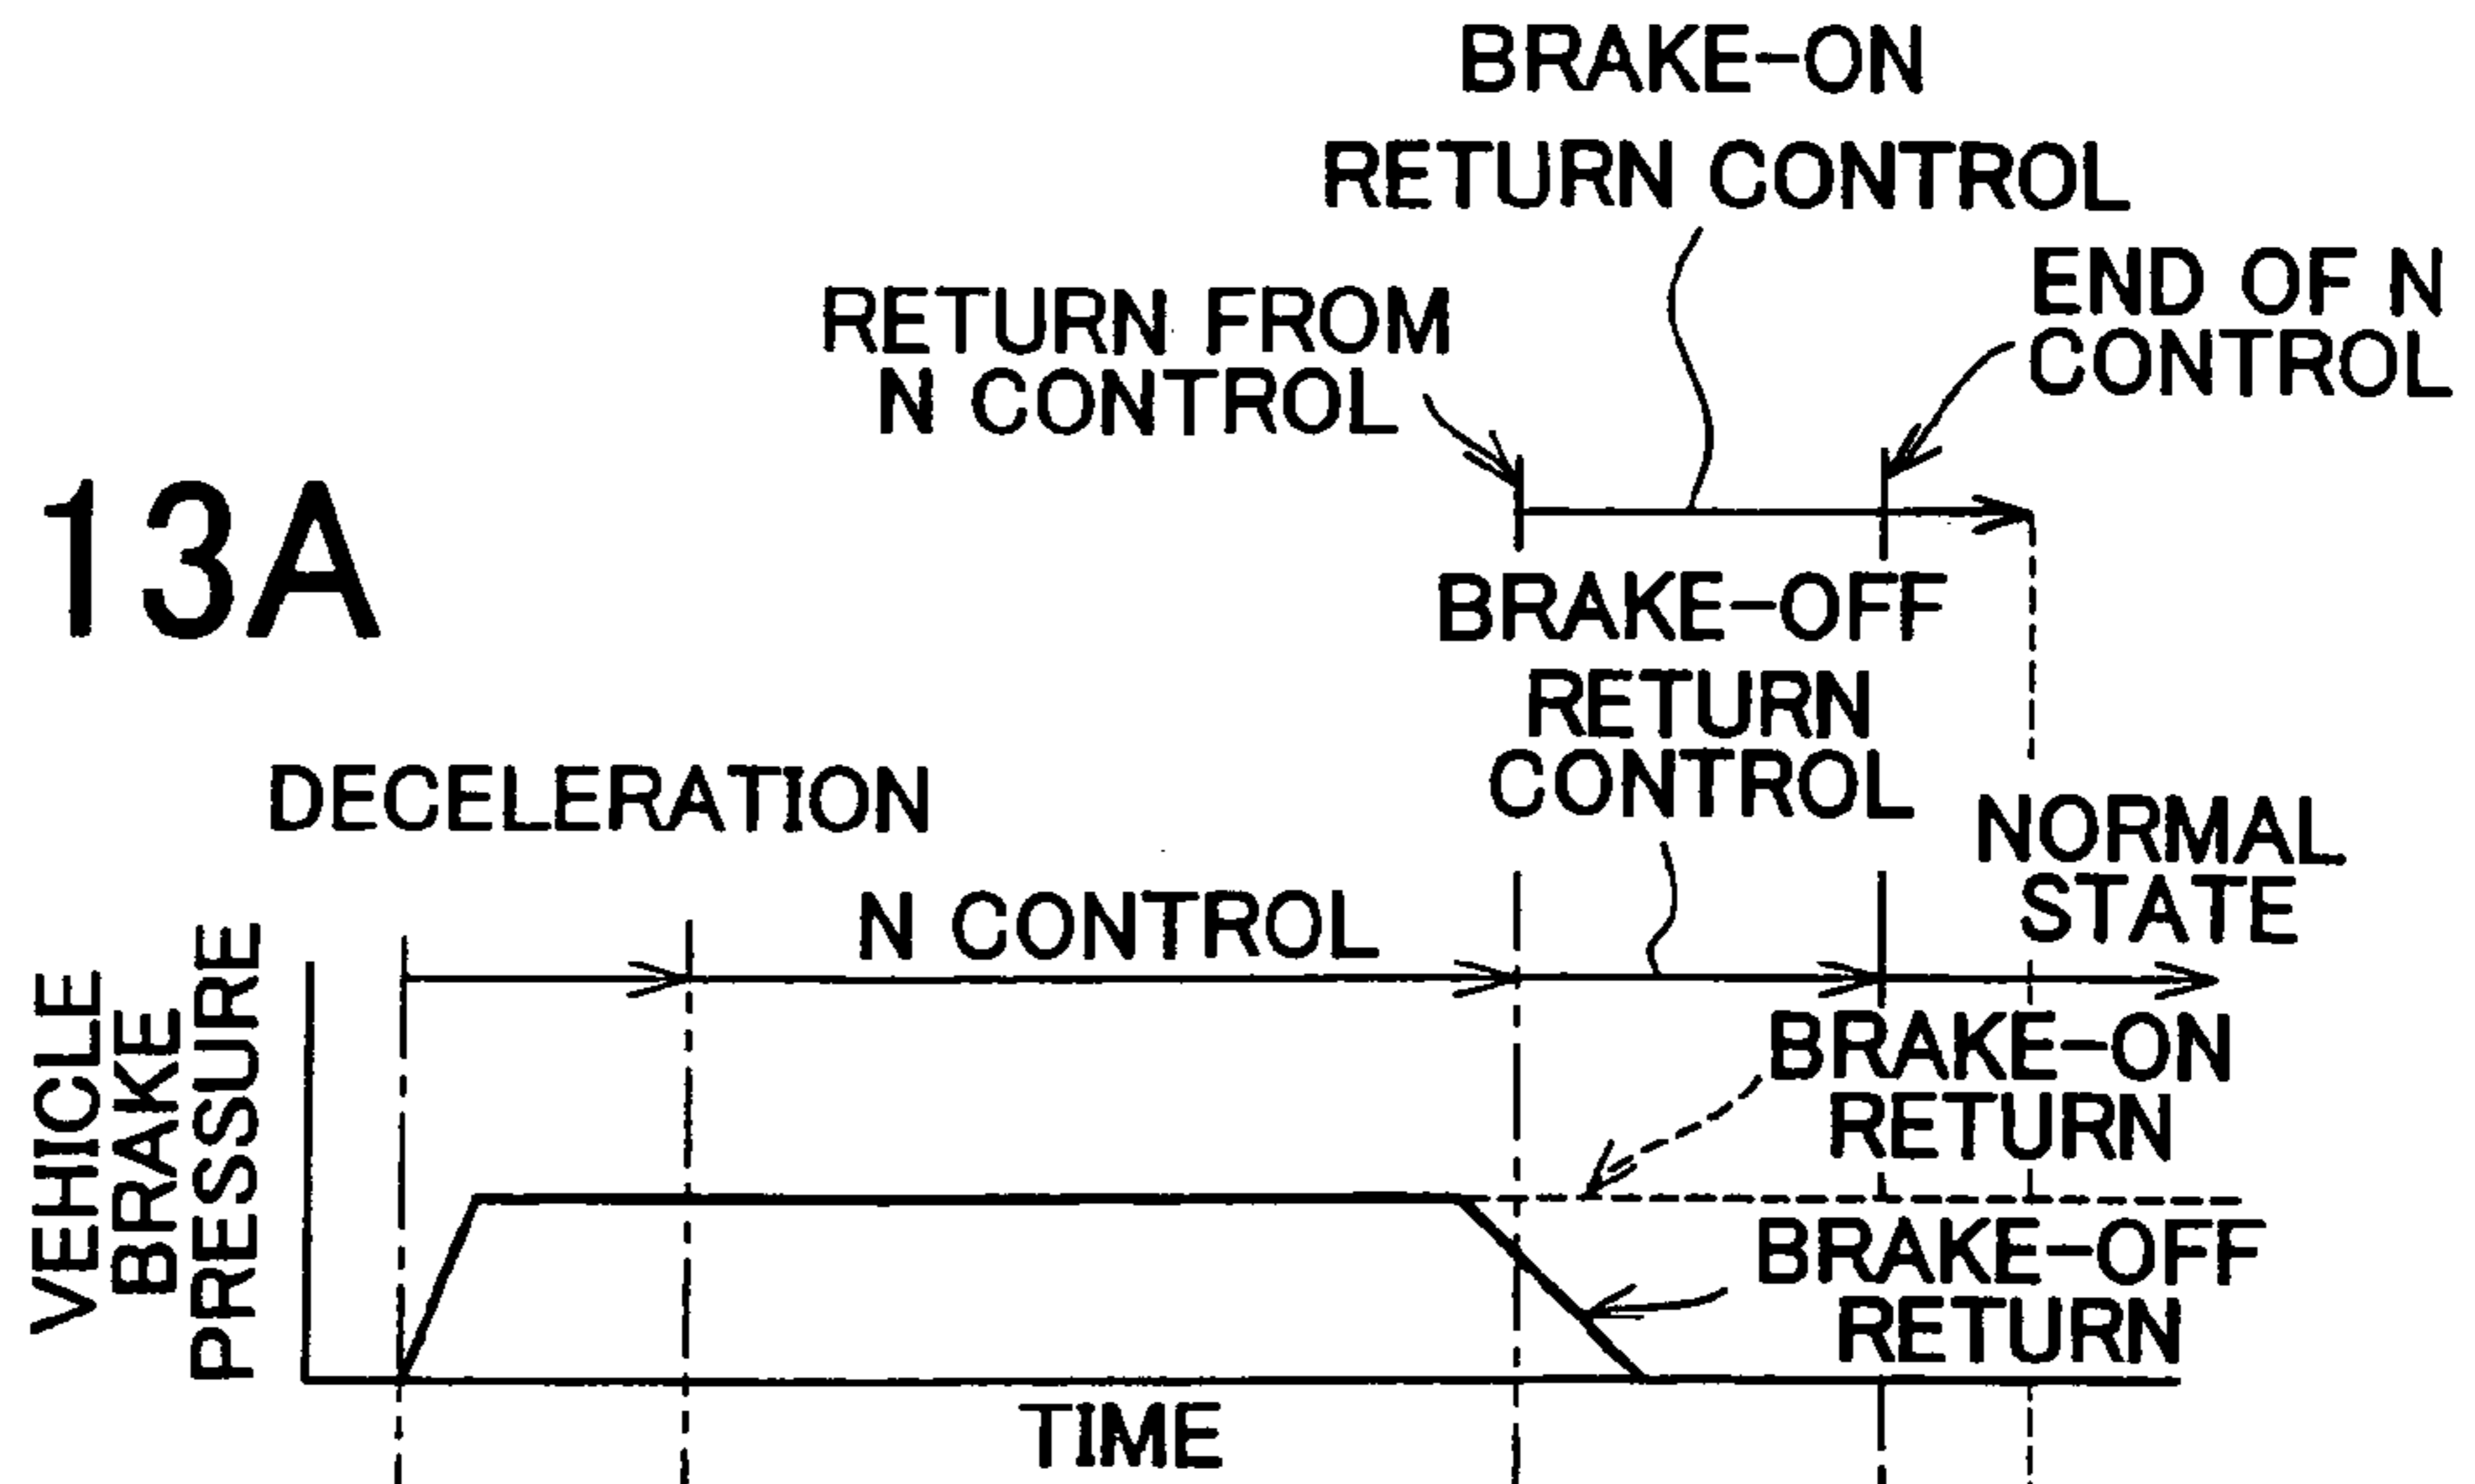 BRAKE-ON
RETURN CONTROL
RETURN FROM
N CONTROL
END OF N
CONTROL
13A
BRAKE-OFF
RETURN
CONTROL
DECELERATION
N CONTROL
NORMAL
STATE
VEHICLE
BRAKE
PRESSURE
BRAKE-ON
RETURN
BRAKE-OFF
RETURN
TIME